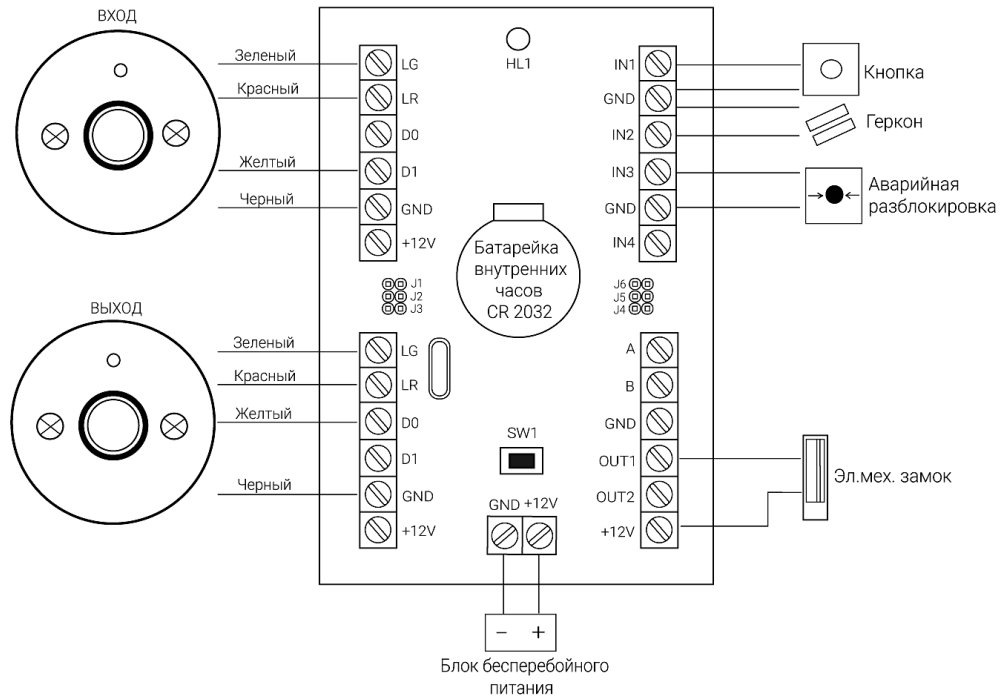 ВХОД
Зеленый
Красный
Желтый
Черный
LG
LR
D0
D1
GND
+12V
HL1
IN1
GND
IN2
IN3
GND
IN4
Кнопка
Геркон
Аварийная
разблокировка
Батарейка
внутренних
часов
CR 2032
J1
J2
J3
J6
J5
J4
ВЫХОД
Зеленый
Красный
Желтый
Черный
LG
LR
D0
D1
GND
+12V
SW1
GND +12V
A
B
GND
OUT1
OUT2
+12V
Эл.мех. замок
− +
Блок бесперебойного
питания